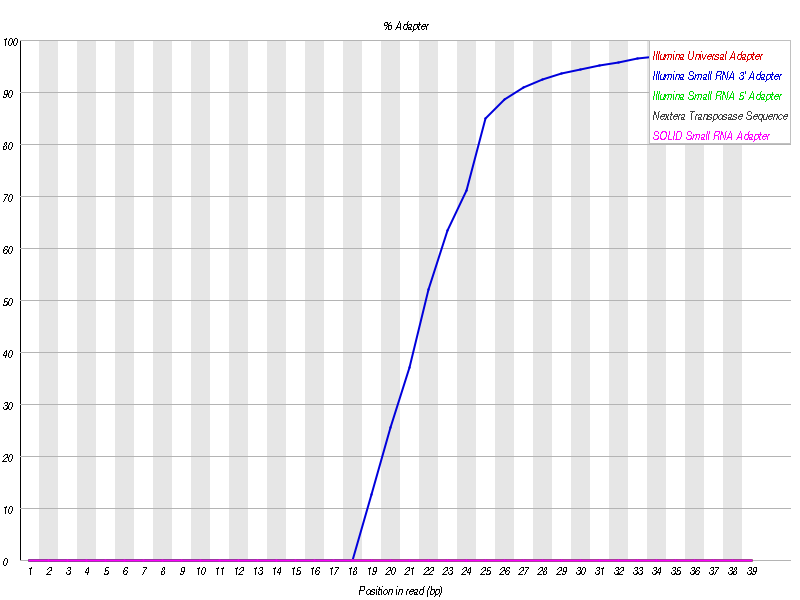 % Adapter
100
90
80
70
60
50
40
30
20
10
0
Illumina Universal Adapter
Illumina Small RNA 3' Adapter
Illumina Small RNA 5' Adapter
Nextera Transposase Sequence
SOLID Small RNA Adapter
1 2 3 4 5 6 7 8 9 10 11 12 13 14 15 16 17 18 19 20 21 22 23 24 25 26 27 28 29 30 31 32 33 34 35 36 37 38 39
Position in read (bp)